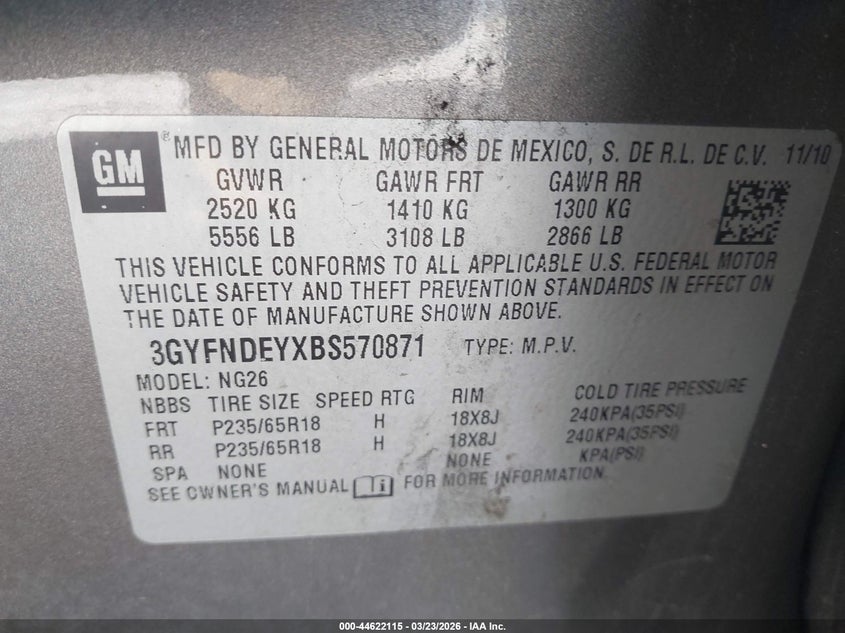 GM
® MFD BY GENERAL MOTORS DE MEXICO, S. DE R.L. DE C.V. 11/10
GVWR GAWR FRT GAWR RR
2520 KG 1410 KG 1300 KG
5556 LB 3108 LB 2866 LB
THIS VEHICLE CONFORMS TO ALL APPLICABLE U.S. FEDERAL MOTOR
VEHICLE SAFETY AND THEFT PREVENTION STANDARDS IN EFFECT ON
THE DATE OF MANUFACTURE SHOWN ABOVE.
3GYFNDEYXBS570871 TYPE: M.P.V.
MODEL: NG26
NBBS TIRE SIZE SPEED RTG RIM COLD TIRE PRESSURE
FRT P235/65R18 H 18X8J 240KPA(35PSI)
RR P235/65R18 H 18X8J 240KPA(35PSI)
SPA NONE NONE KPA(PSI)
SEE OWNER'S MANUAL FOR MORE INFORMATION.
000-44622115 - 03/23/2026 - IAA Inc.